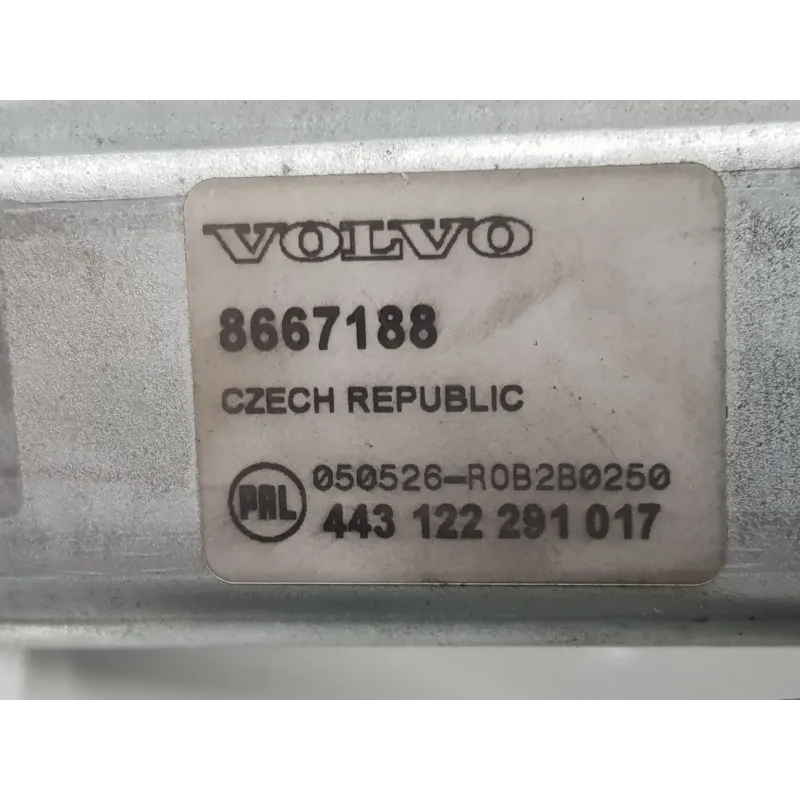 VOLVO
8667188
CZECH REPUBLIC
PAL
050526-R0B2B0250
443 122 291 017